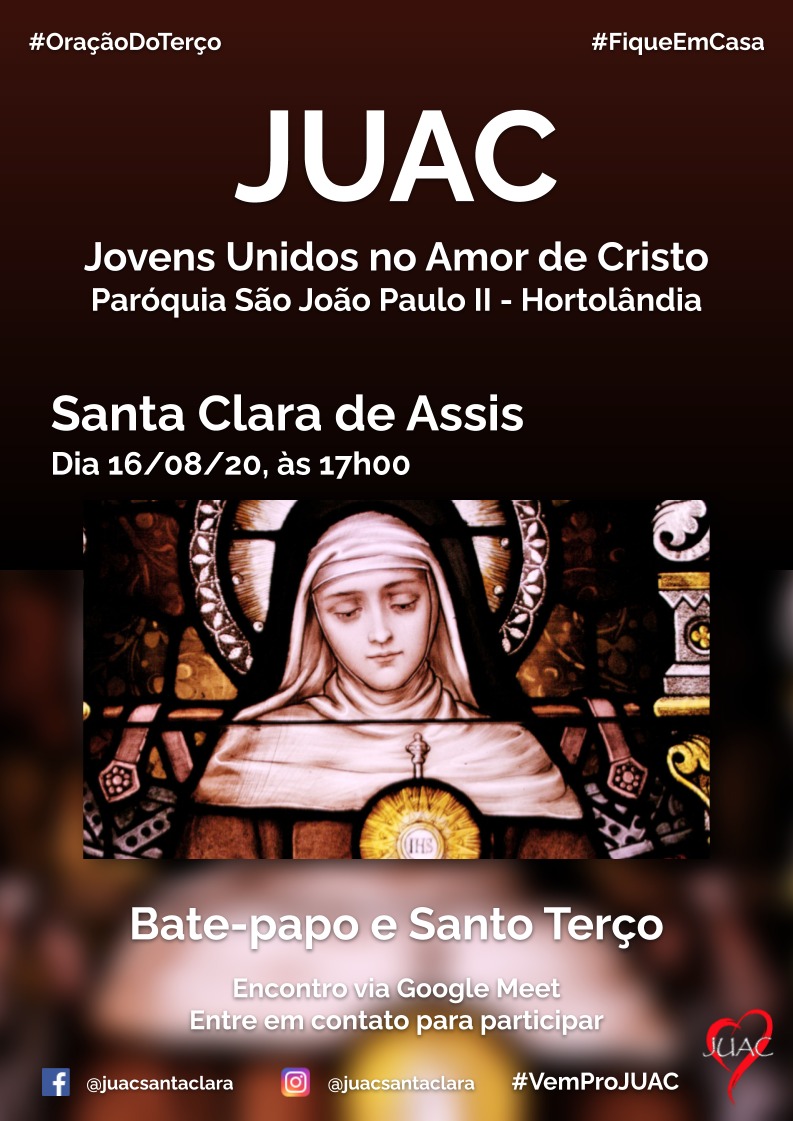 #OraçãoDoTerço
#FiqueEmCasa
JUAC
Jovens Unidos no Amor de Cristo
Paróquia São João Paulo II - Hortolândia
Santa Clara de Assis
Dia 16/08/20, às 17h00
IHS
Bate-papo e Santo Terço
Encontro via Google Meet
Entre em contato para participar
JUAC
@juacsantaclara
@juacsantaclara
#VemProJUAC